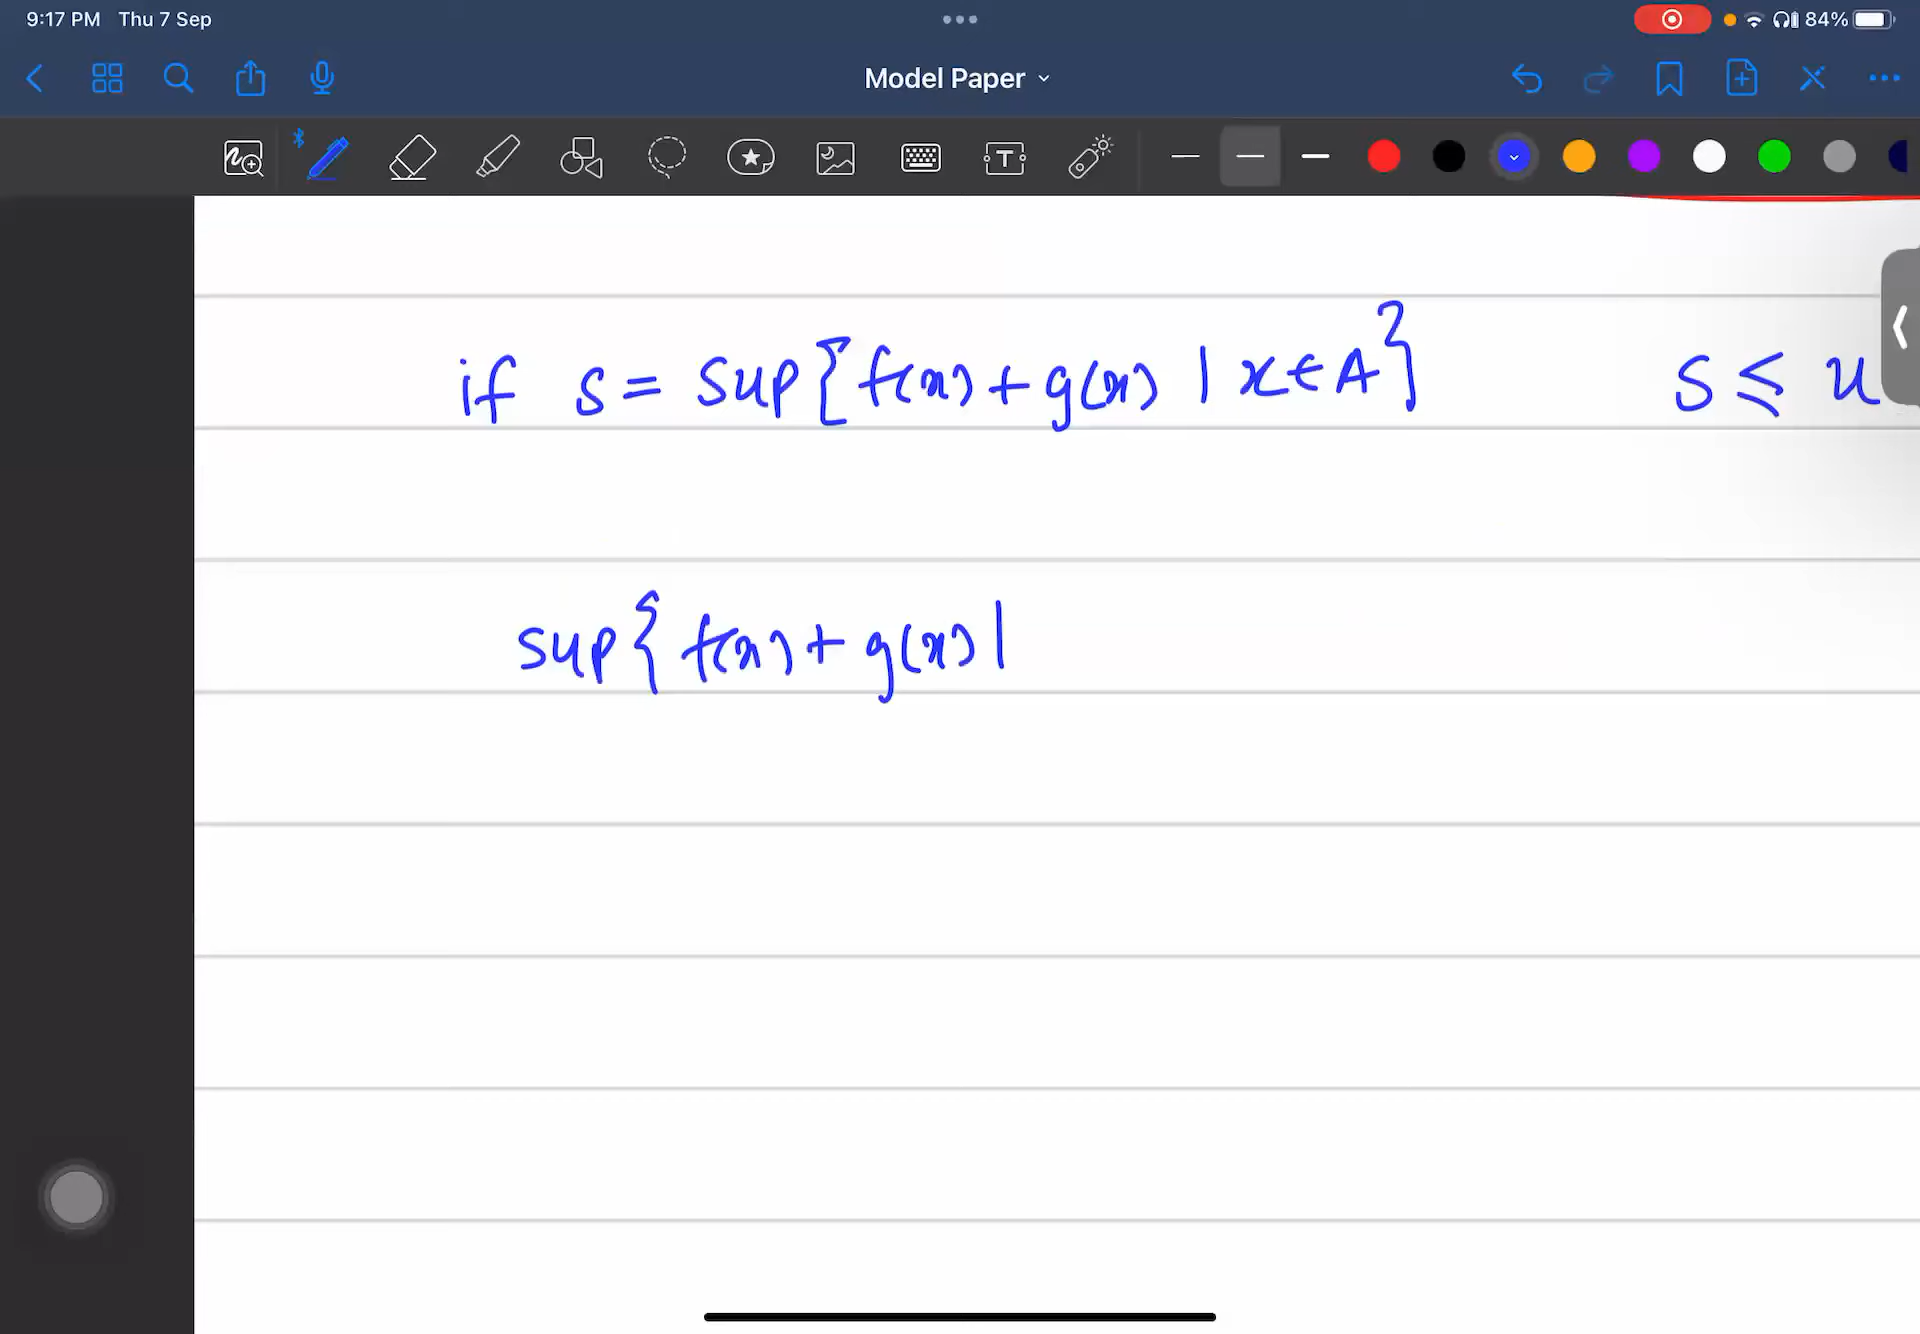 9:17 PM Thu 7 Sep 84%
Model Paper
T
if s = sup{f(x) + g(x) | x ∈ A} s ≤ u
sup{ f(x) + g(x) |